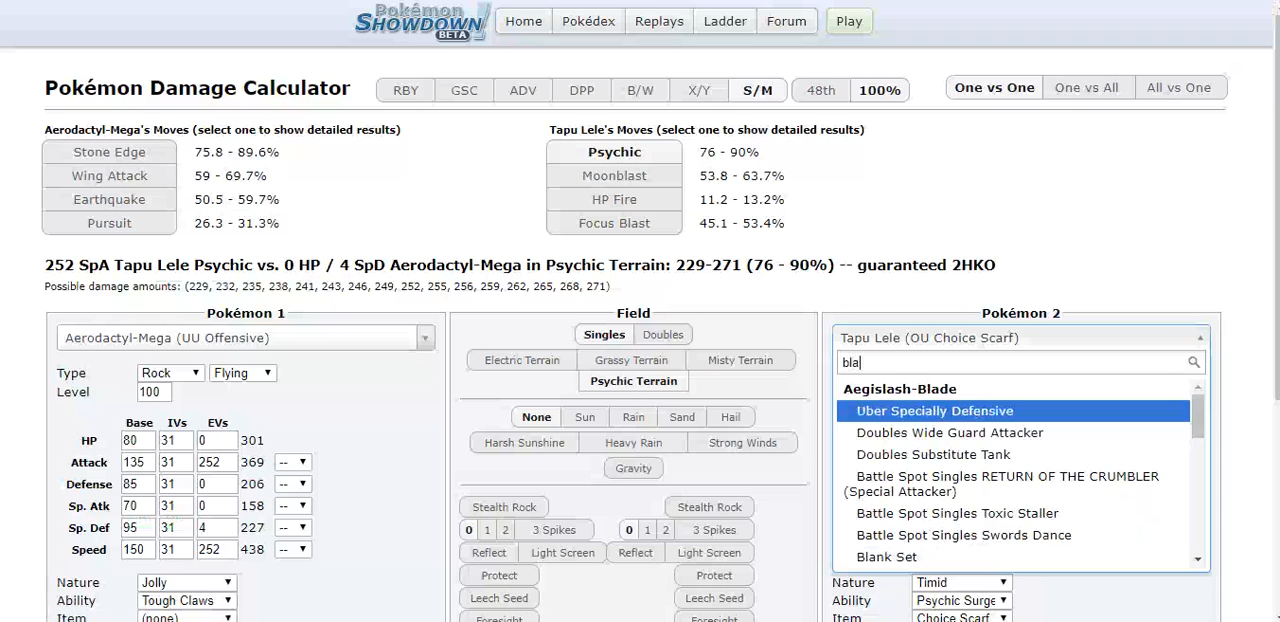 Pokémon
SHOWDOWN! BETA
Home Pokédex Replays Ladder Forum Play
Pokémon Damage Calculator RBY GSC ADV DPP B/W X/Y S/M 48th 100% One vs One One vs All All vs One
Aerodactyl-Mega's Moves (select one to show detailed results) Tapu Lele's Moves (select one to show detailed results)
Stone Edge 75.8 - 89.6% Psychic 76 - 90%
Wing Attack 59 - 69.7% Moonblast 53.8 - 63.7%
Earthquake 50.5 - 59.7% HP Fire 11.2 - 13.2%
Pursuit 26.3 - 31.3% Focus Blast 45.1 - 53.4%
252 SpA Tapu Lele Psychic vs. 0 HP / 4 SpD Aerodactyl-Mega in Psychic Terrain: 229-271 (76 - 90%) -- guaranteed 2HKO
Possible damage amounts: (229, 232, 235, 238, 241, 243, 246, 249, 252, 255, 256, 259, 262, 265, 268, 271)
Pokémon 1
Aerodactyl-Mega (UU Offensive)
Type Rock Flying
Level 100
Base IVs EVs
HP 80 31 0 301
Attack 135 31 252 369 --
Defense 85 31 0 206 --
Sp. Atk 70 31 0 158 --
Sp. Def 95 31 4 227 --
Speed 150 31 252 438 --
Nature Jolly
Ability Tough Claws
Item (none)
Field
Singles Doubles
Electric Terrain Grassy Terrain Misty Terrain
Psychic Terrain
None Sun Rain Sand Hail
Harsh Sunshine Heavy Rain Strong Winds
Gravity
Stealth Rock Stealth Rock
0 1 2 3 Spikes 0 1 2 3 Spikes
Reflect Light Screen Reflect Light Screen
Protect Protect
Leech Seed Leech Seed
Foresight Foresight
Pokémon 2
Tapu Lele (OU Choice Scarf)
bla
Aegislash-Blade
Uber Specially Defensive
Doubles Wide Guard Attacker
Doubles Substitute Tank
Battle Spot Singles RETURN OF THE CRUMBLER
(Special Attacker)
Battle Spot Singles Toxic Staller
Battle Spot Singles Swords Dance
Blank Set
Nature Timid
Ability Psychic Surge
Item Choice Scarf